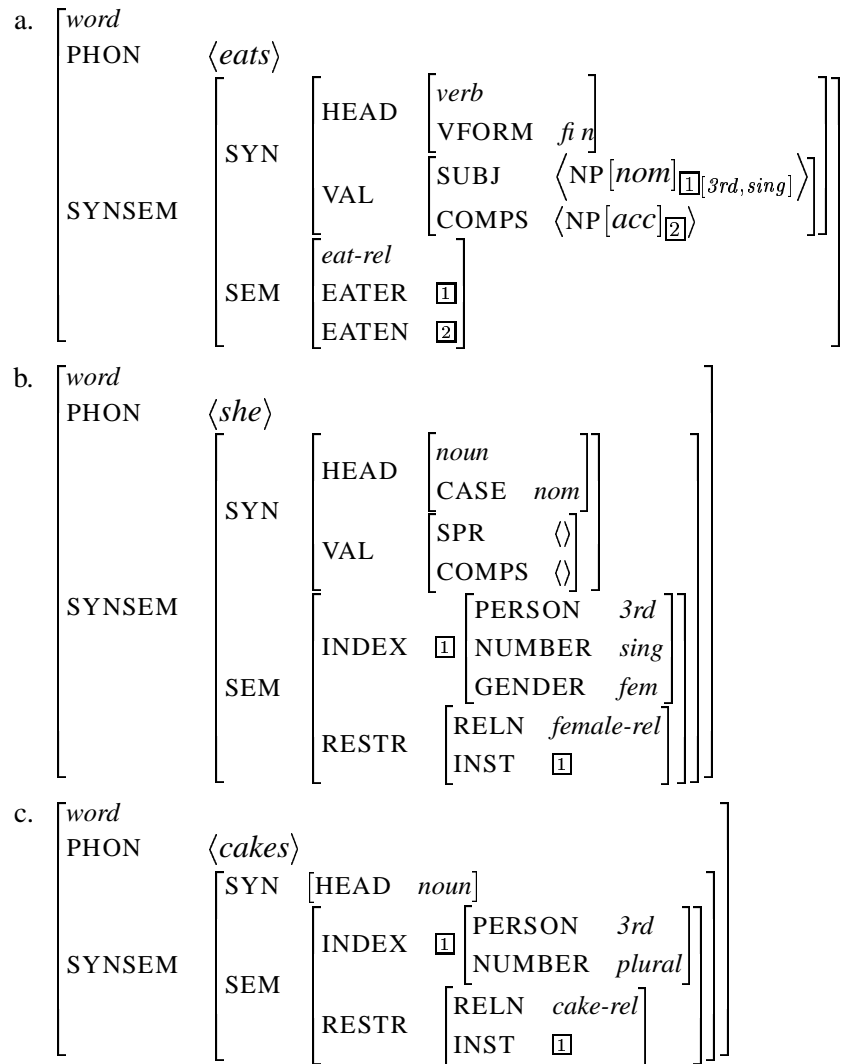 a. word
PHON ⟨eats⟩
SYNSEM
SYN
HEAD
verb
VFORM fin
VAL
SUBJ ⟨NP[nom] 1 [3rd,sing]⟩
COMPS ⟨NP[acc] 2⟩
SEM
eat-rel
EATER 1
EATEN 2
b. word
PHON ⟨she⟩
SYNSEM
SYN
HEAD
noun
CASE nom
VAL
SPR ⟨⟩
COMPS ⟨⟩
SEM
INDEX 1
PERSON 3rd
NUMBER sing
GENDER fem
RESTR
RELN female-rel
INST 1
c. word
PHON ⟨cakes⟩
SYNSEM
SYN [HEAD noun]
SEM
INDEX 1
PERSON 3rd
NUMBER plural
RESTR
RELN cake-rel
INST 1